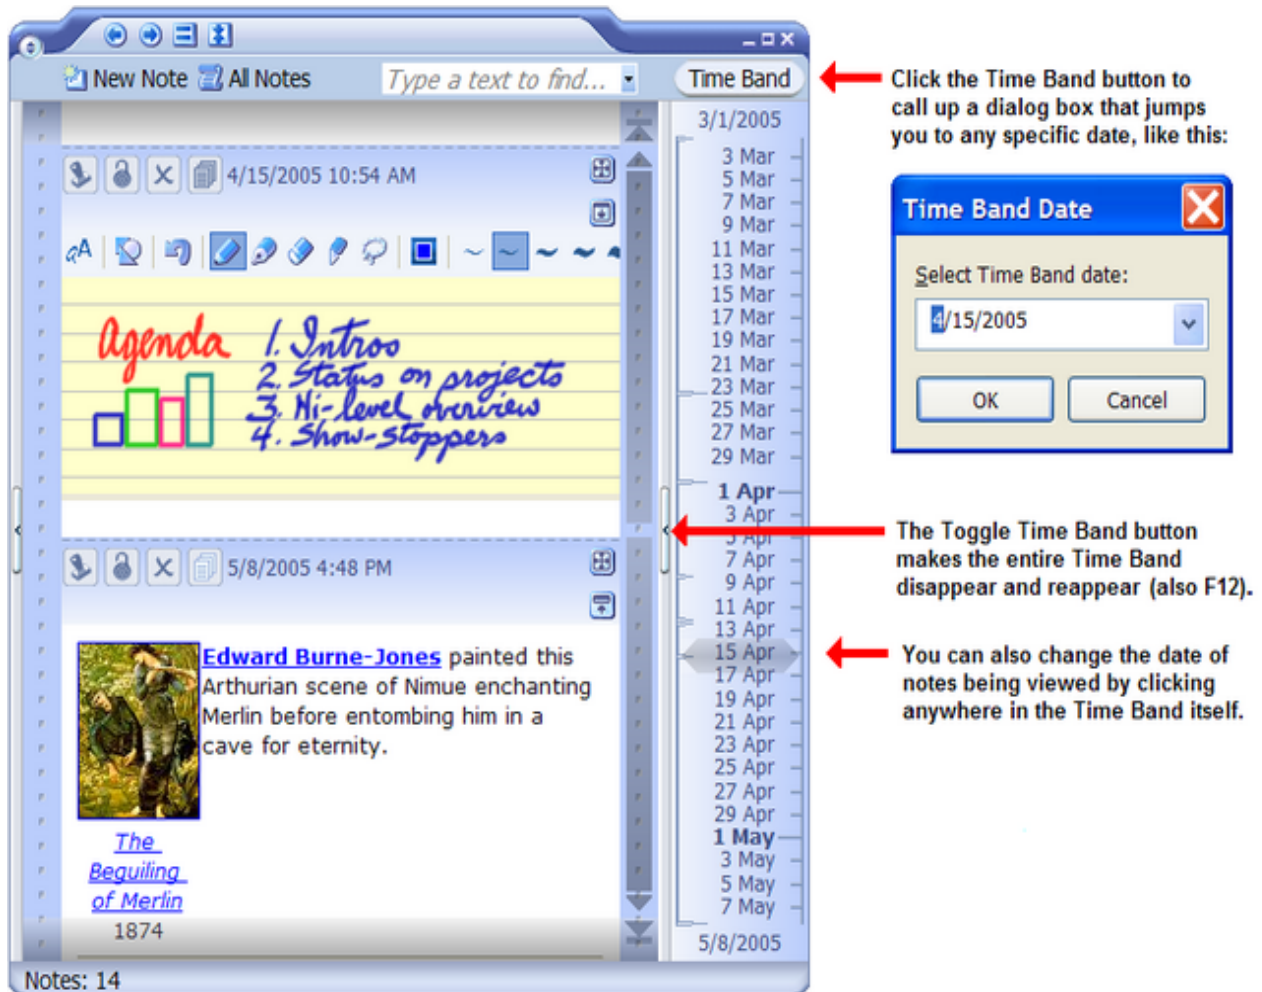 New Note All Notes Type a text to find... Time Band
3/1/2005
3 Mar
5 Mar
7 Mar
9 Mar
11 Mar
13 Mar
15 Mar
17 Mar
19 Mar
21 Mar
23 Mar
25 Mar
27 Mar
29 Mar
1 Apr
3 Apr
5 Apr
7 Apr
9 Apr
11 Apr
13 Apr
15 Apr
17 Apr
19 Apr
21 Apr
23 Apr
25 Apr
27 Apr
29 Apr
1 May
3 May
5 May
7 May
5/8/2005
4/15/2005 10:54 AM
aA
Agenda
1. Intros
2. Status on projects
3. Hi-level overview
4. Show-stoppers
5/8/2005 4:48 PM
Edward Burne-Jones painted this
Arthurian scene of Nimue enchanting
Merlin before entombing him in a
cave for eternity.
The
Beguiling
of Merlin
1874
Notes: 14
Click the Time Band button to
call up a dialog box that jumps
you to any specific date, like this:
Time Band Date
Select Time Band date:
4/15/2005
OK Cancel
The Toggle Time Band button
makes the entire Time Band
disappear and reappear (also F12).
You can also change the date of
notes being viewed by clicking
anywhere in the Time Band itself.